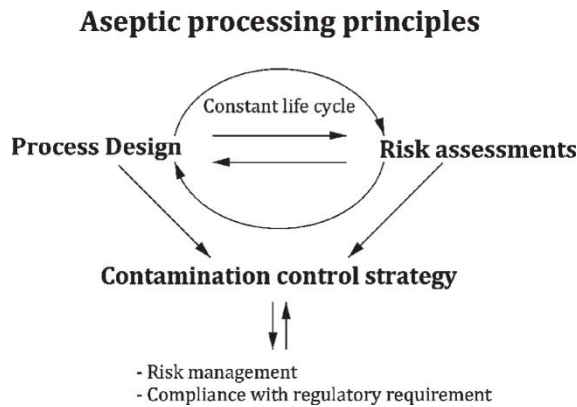 Aseptic processing principles
Constant life cycle
Process Design
Risk assessments
Contamination control strategy
- Risk management
- Compliance with regulatory requirement